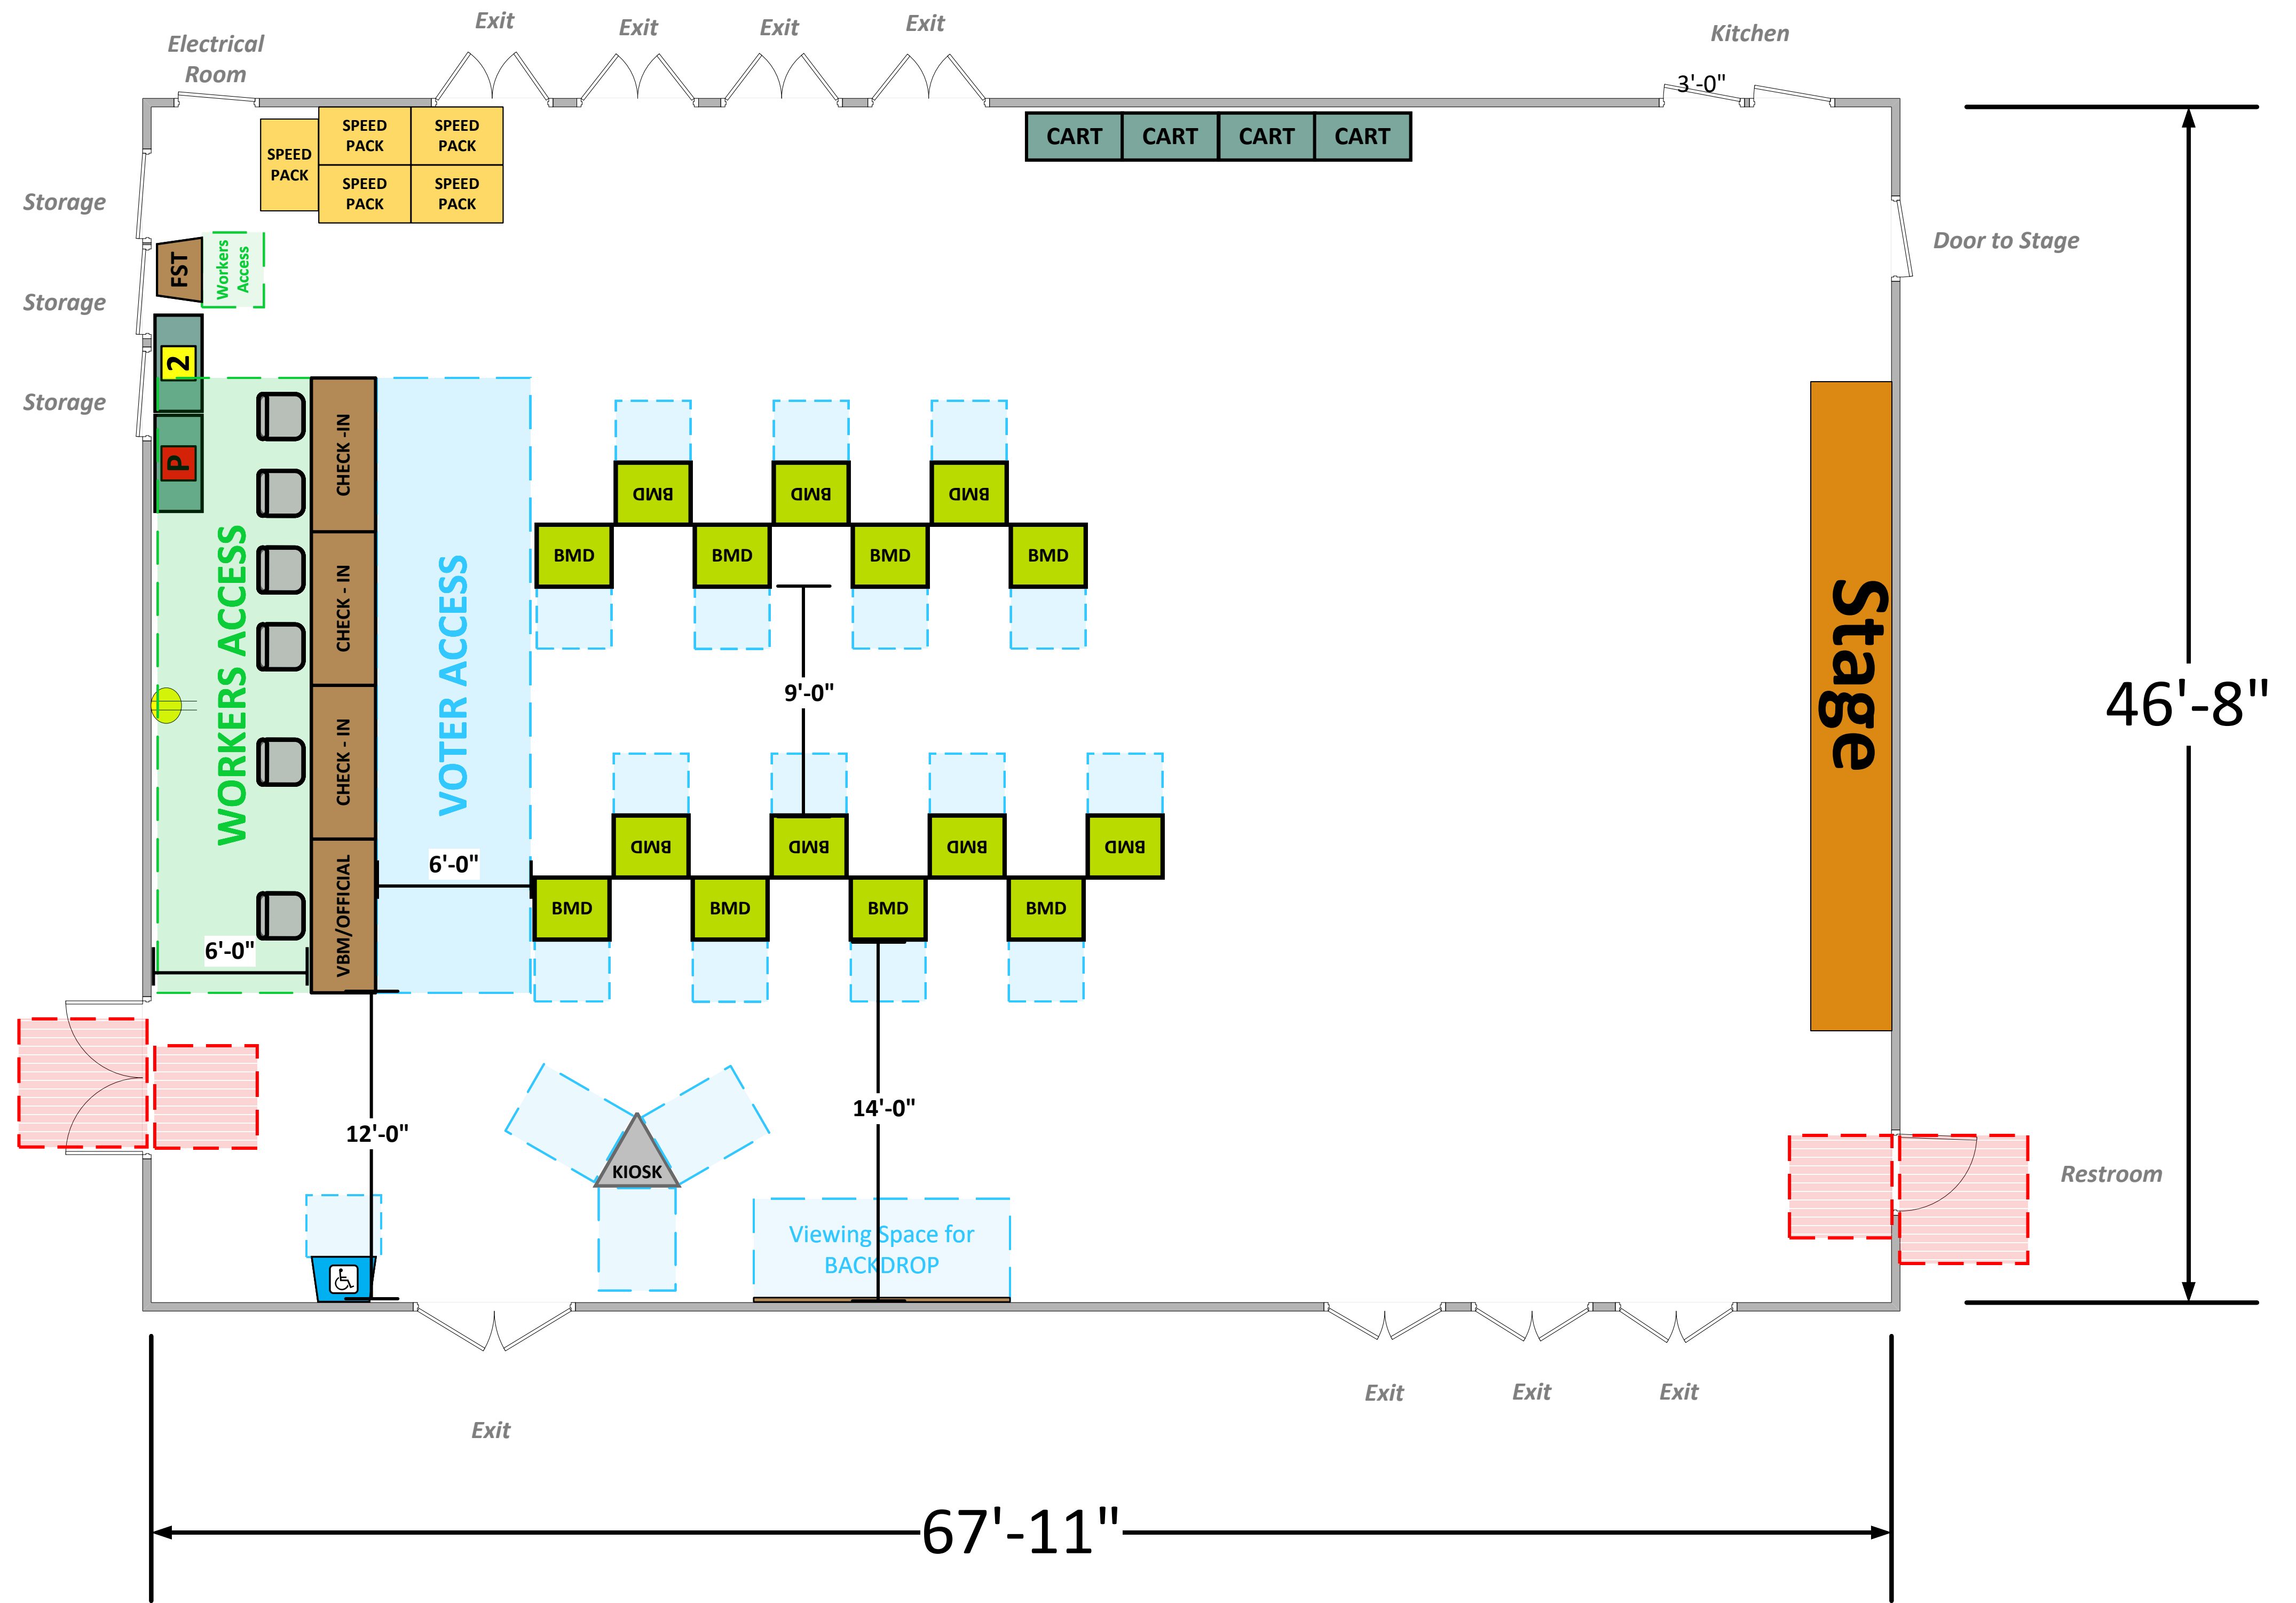 Exit
Exit
Exit
Exit
Kitchen
Electrical
Room
3'-0"
SPEED
PACK
SPEED
PACK
SPEED
PACK
SPEED
PACK
SPEED
PACK
CART
CART
CART
CART
Storage
Storage
Storage
FST
Workers
Access
Door to Stage
2
P
CHECK -IN
CHECK - IN
CHECK - IN
VBM/OFFICIAL
WORKERS ACCESS
VOTER ACCESS
BMD
BMD
BMD
BMD
BMD
BMD
BMD
9'-0"
BMD
BMD
BMD
BMD
BMD
BMD
BMD
BMD
6'-0"
6'-0"
Stage
46'-8"
12'-0"
14'-0"
KIOSK
Viewing Space for
BACKDROP
Restroom
Exit
Exit
Exit
Exit
67'-11"